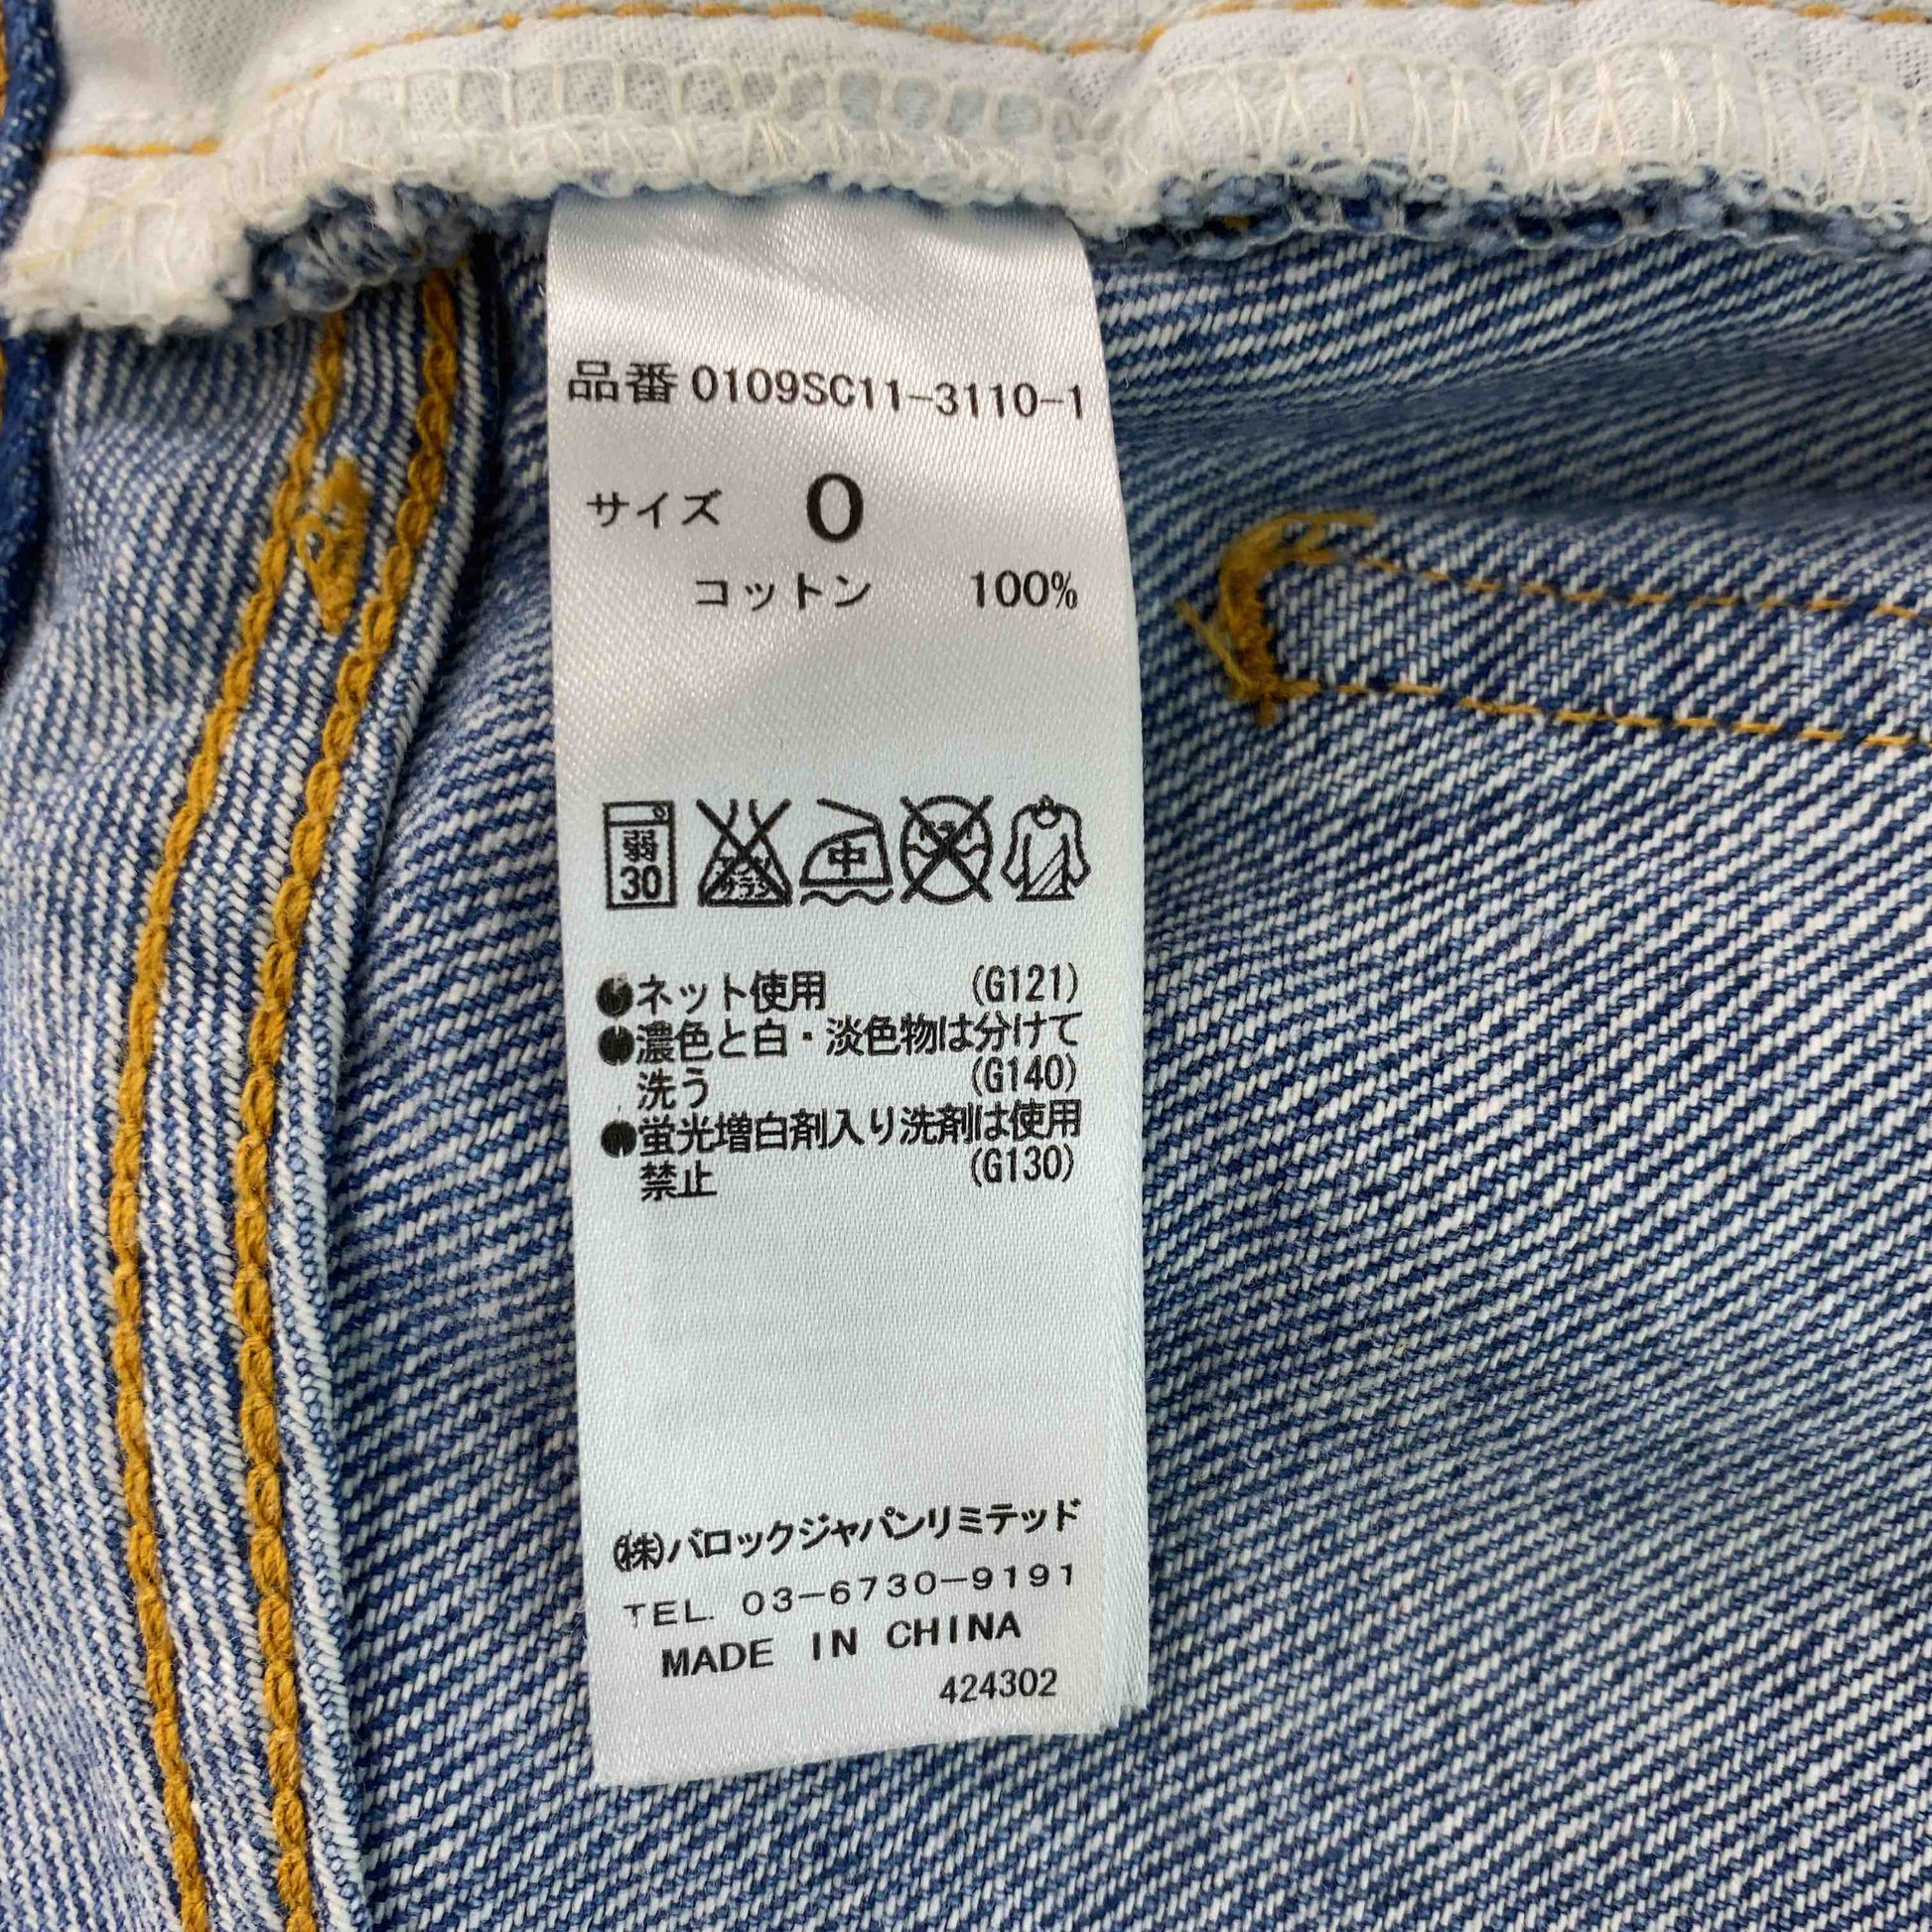 品番 0109SC11-3110-1
サイズ 0
コットン 100%
弱
30
中
●ネット使用 (G121)
●濃色と白・淡色物は分けて
洗う (G140)
●蛍光増白剤入り洗剤は使用
禁止 (G130)
(株)バロックジャパンリミテッド
TEL. 03-6730-9191
MADE IN CHINA
424302